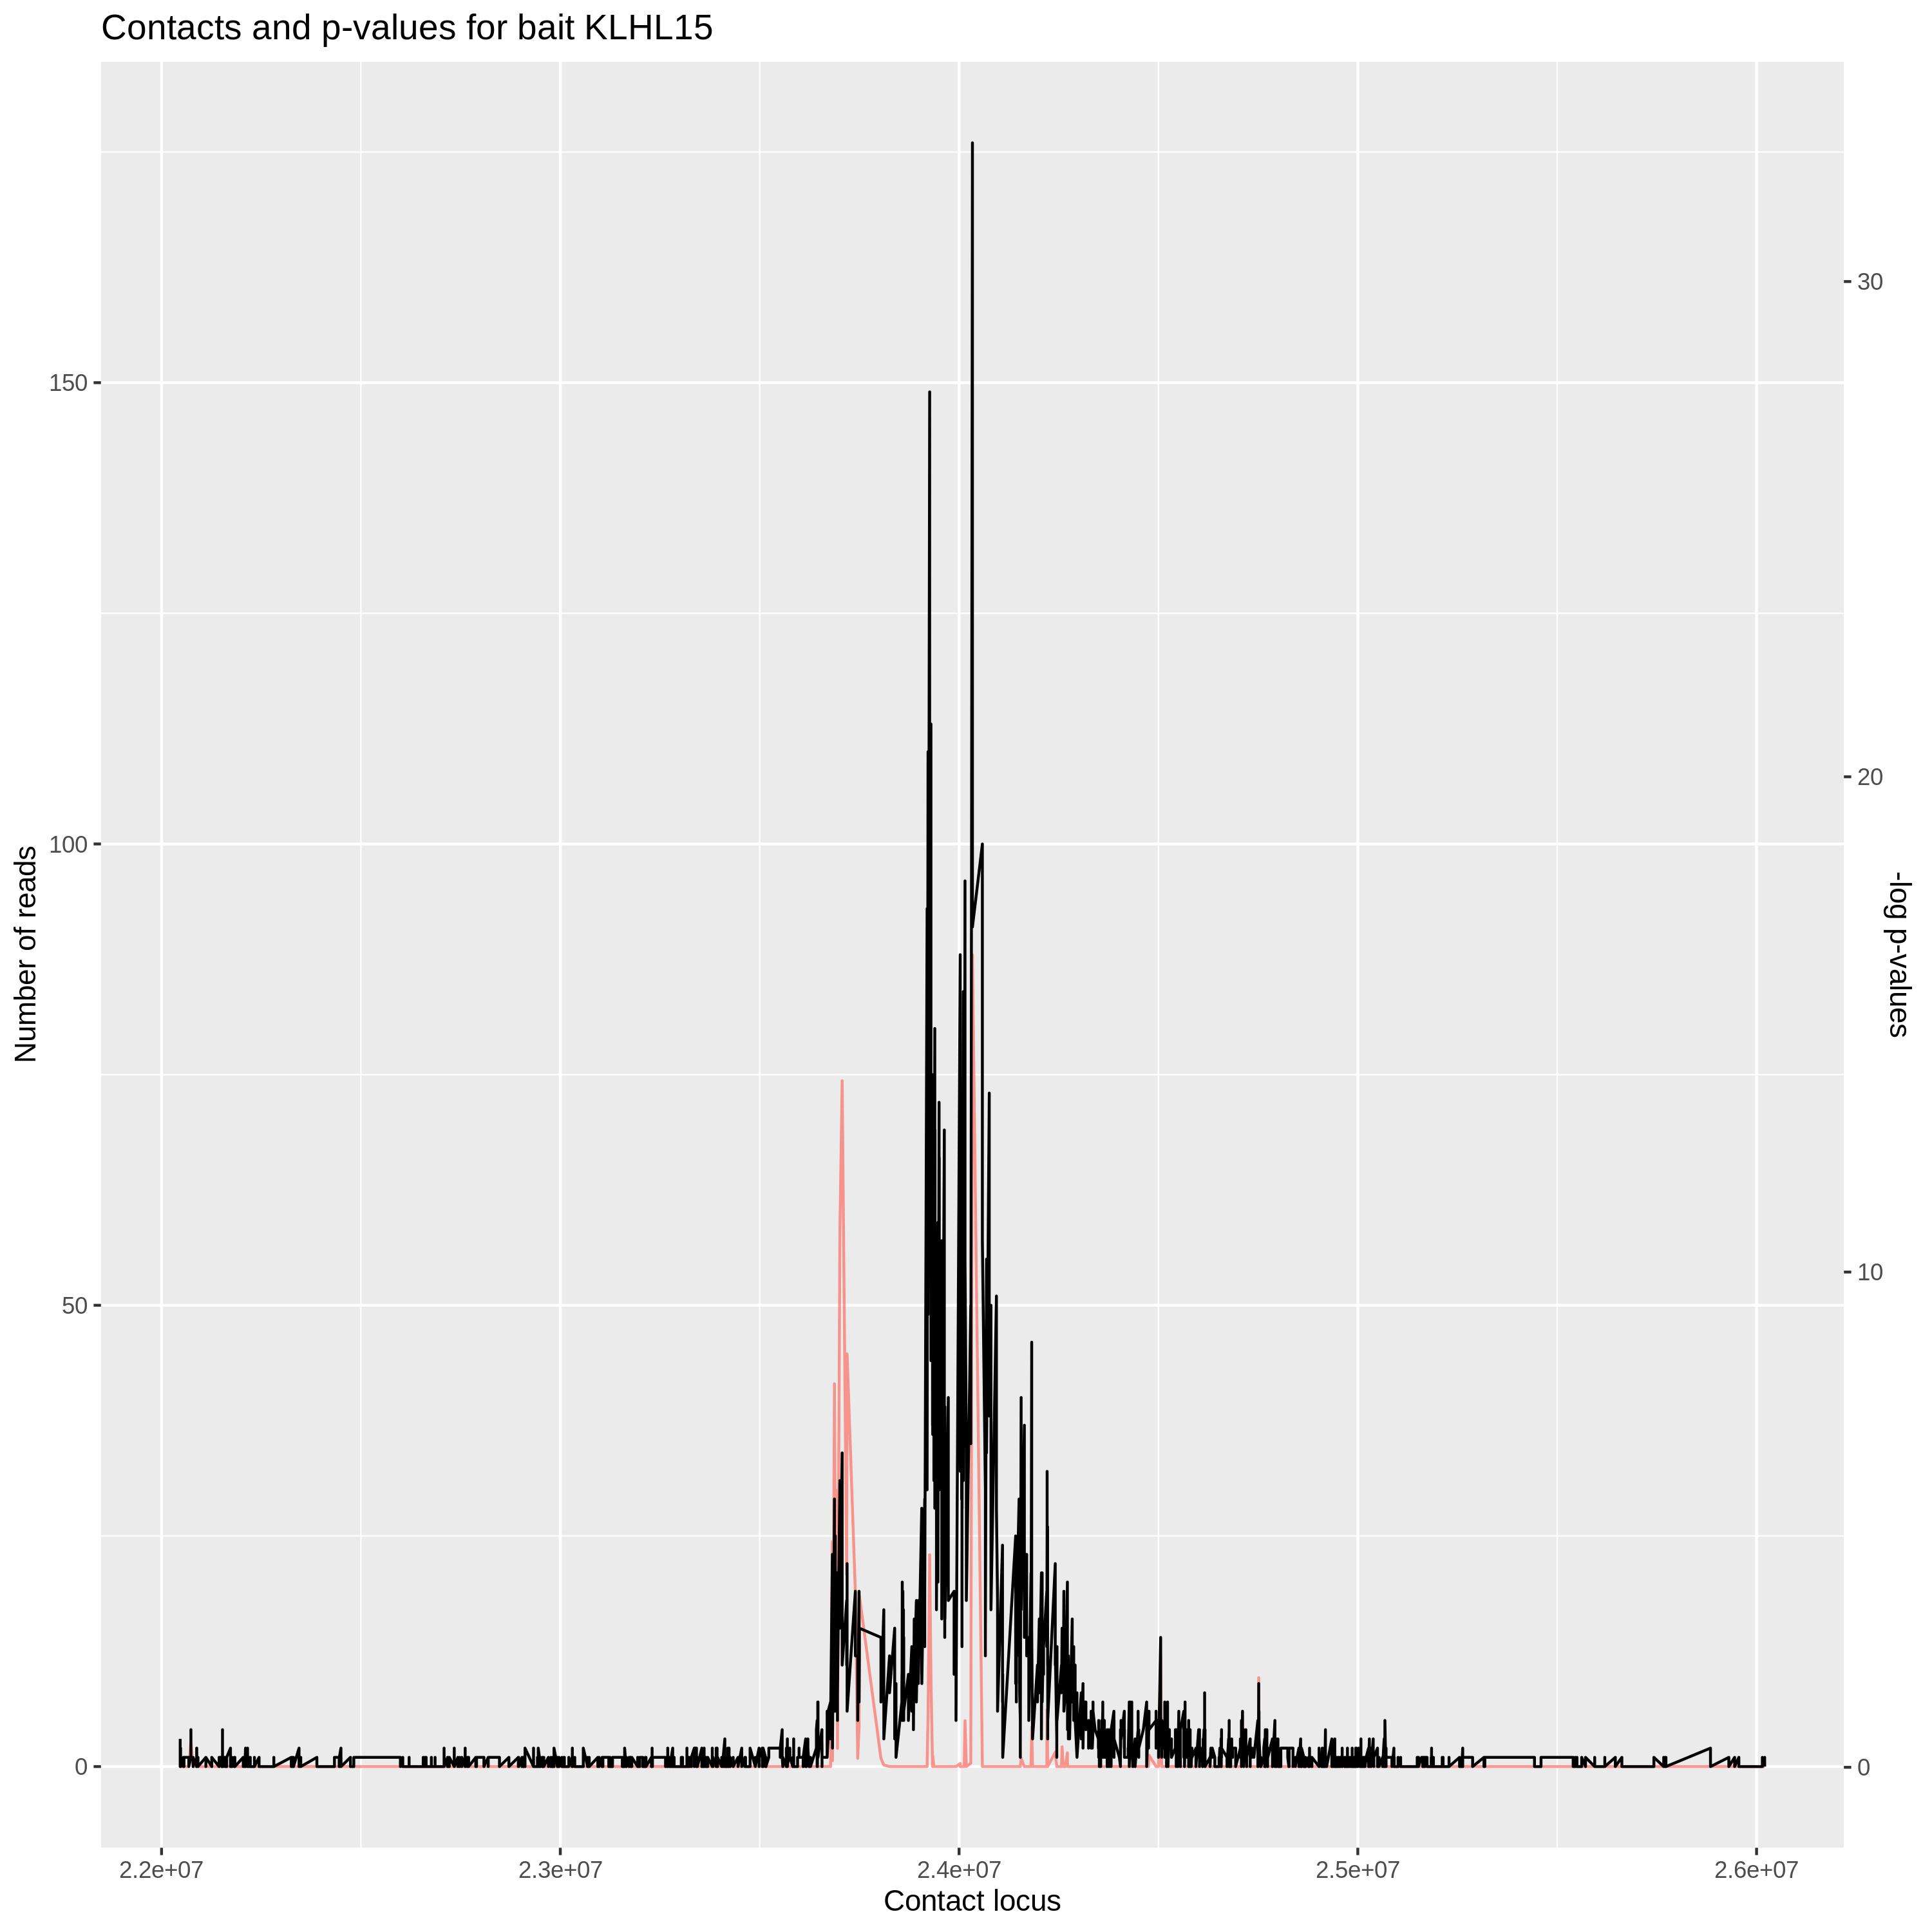 Contacts and p-values for bait KLHL15
Number of reads
150
100
50
0
30
20
10
0
-log p-values
2.2e+07 2.3e+07 2.4e+07 2.5e+07 2.6e+07
Contact locus